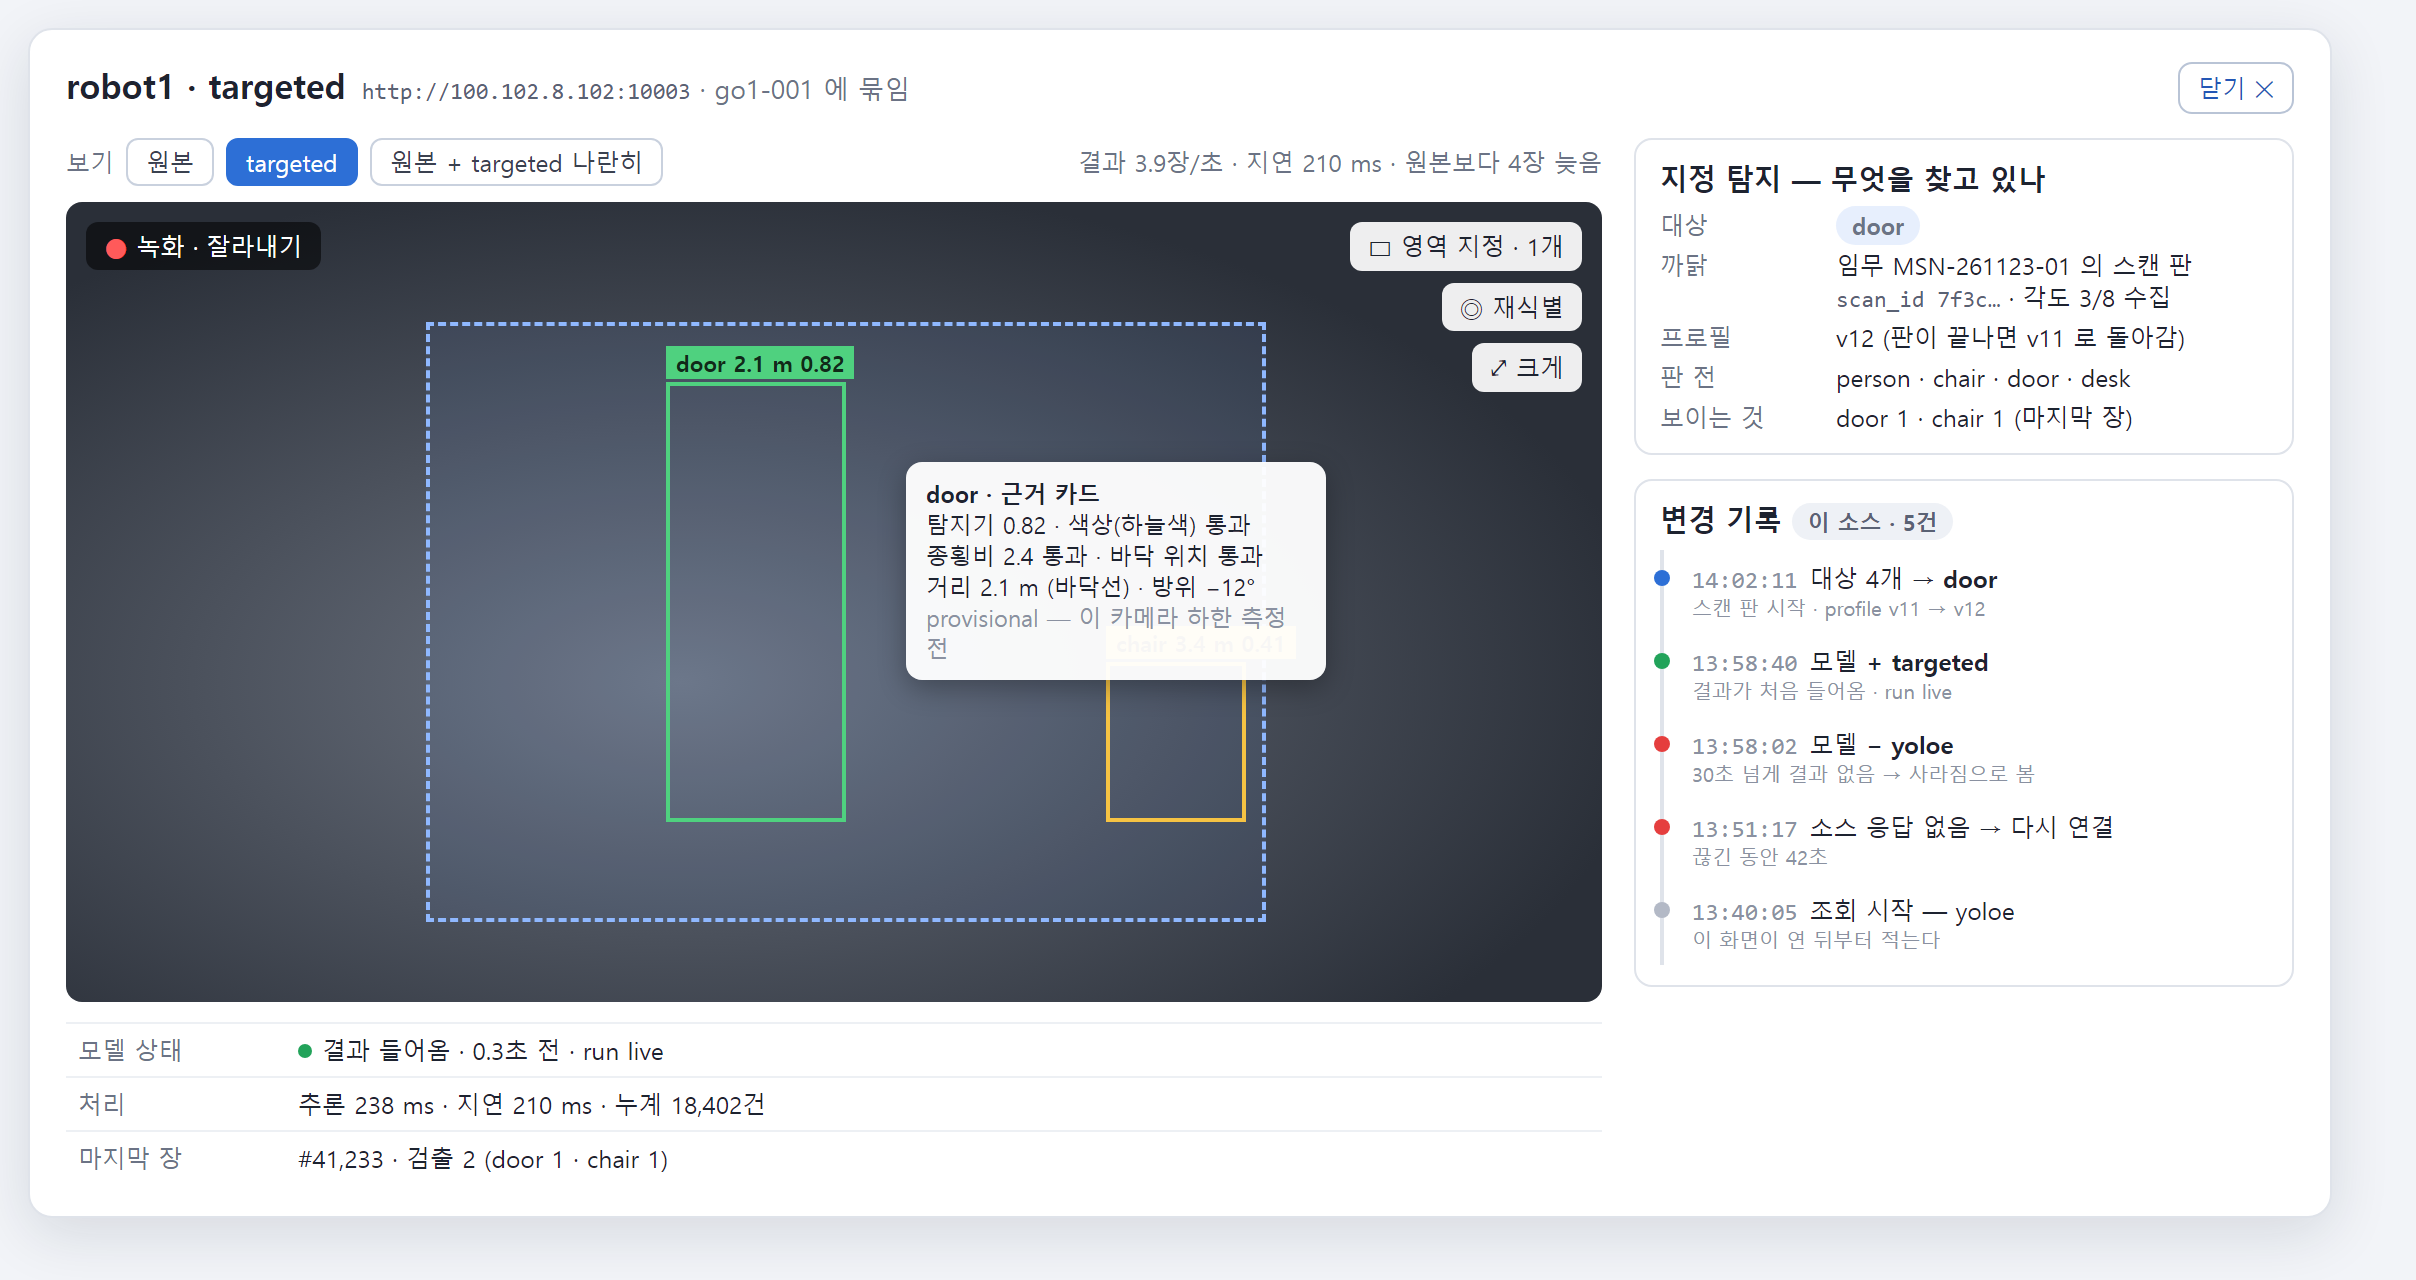 robot1 · targeted http://100.102.8.102:10003 · go1-001 에 묶임
닫기 ×
보기 원본 targeted 원본 + targeted 나란히
결과 3.9장/초 · 지연 210 ms · 원본보다 4장 늦음
녹화 · 잘라내기
영역 지정 · 1개
재식별
크게
door 2.1 m 0.82
door · 근거 카드
탐지기 0.82 · 색상(하늘색) 통과
종횡비 2.4 통과 · 바닥 위치 통과
거리 2.1 m (바닥선) · 방위 −12°
provisional — 이 카메라 하한 측정
전
chair 3.4 m 0.41
모델 상태 결과 들어옴 · 0.3초 전 · run live
처리 추론 238 ms · 지연 210 ms · 누계 18,402건
마지막 장 #41,233 · 검출 2 (door 1 · chair 1)
지정 탐지 — 무엇을 찾고 있나
대상 door
까닭 임무 MSN-261123-01 의 스캔 판
scan_id 7f3c… · 각도 3/8 수집
프로필 v12 (판이 끝나면 v11 로 돌아감)
판 전 person · chair · door · desk
보이는 것 door 1 · chair 1 (마지막 장)
변경 기록 이 소스 · 5건
14:02:11 대상 4개 → door
스캔 판 시작 · profile v11 → v12
13:58:40 모델 + targeted
결과가 처음 들어옴 · run live
13:58:02 모델 − yoloe
30초 넘게 결과 없음 → 사라짐으로 봄
13:51:17 소스 응답 없음 → 다시 연결
끊긴 동안 42초
13:40:05 조회 시작 — yoloe
이 화면이 연 뒤부터 적는다